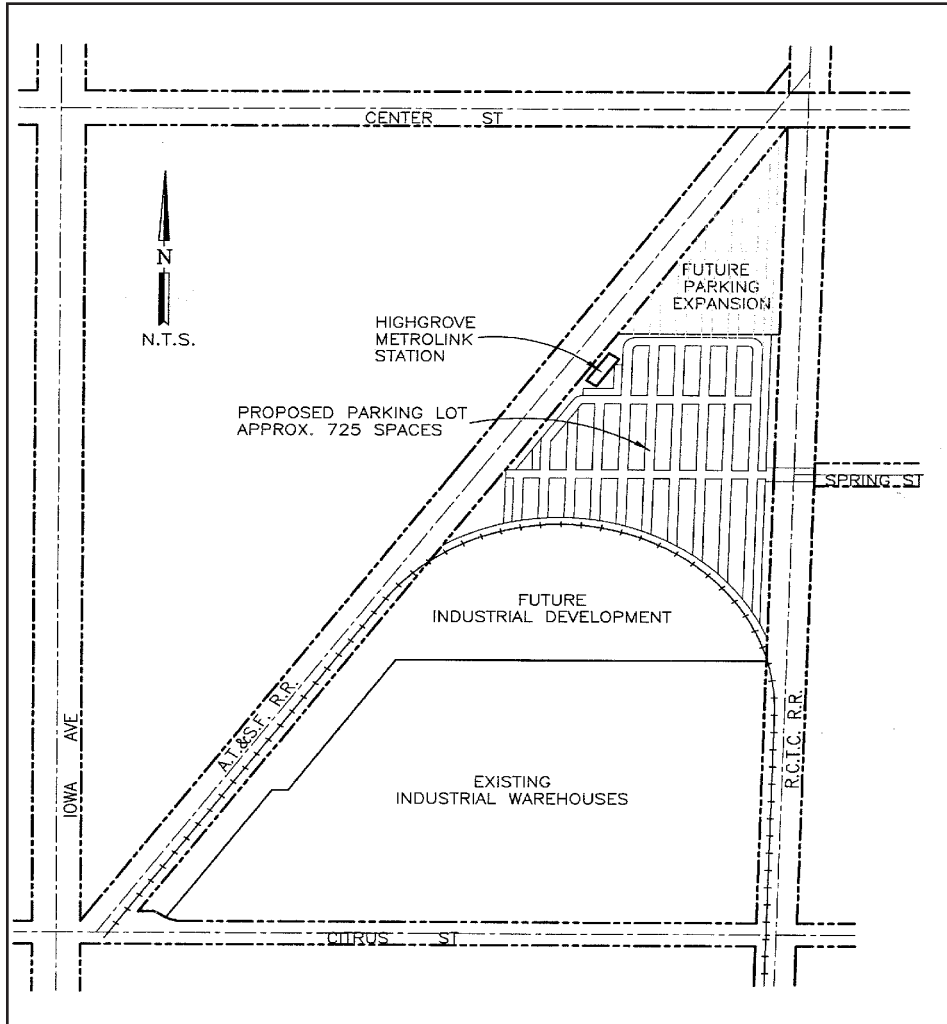 CENTER ST
N
N.T.S.
FUTURE
PARKING
EXPANSION
HIGHGROVE
METROLINK
STATION
PROPOSED PARKING LOT
APPROX. 725 SPACES
SPRING ST
FUTURE
INDUSTRIAL DEVELOPMENT
IOWA AVE
A.T.&S.F. R.R.
R.C.T.C. R.R.
EXISTING
INDUSTRIAL WAREHOUSES
CITRUS ST